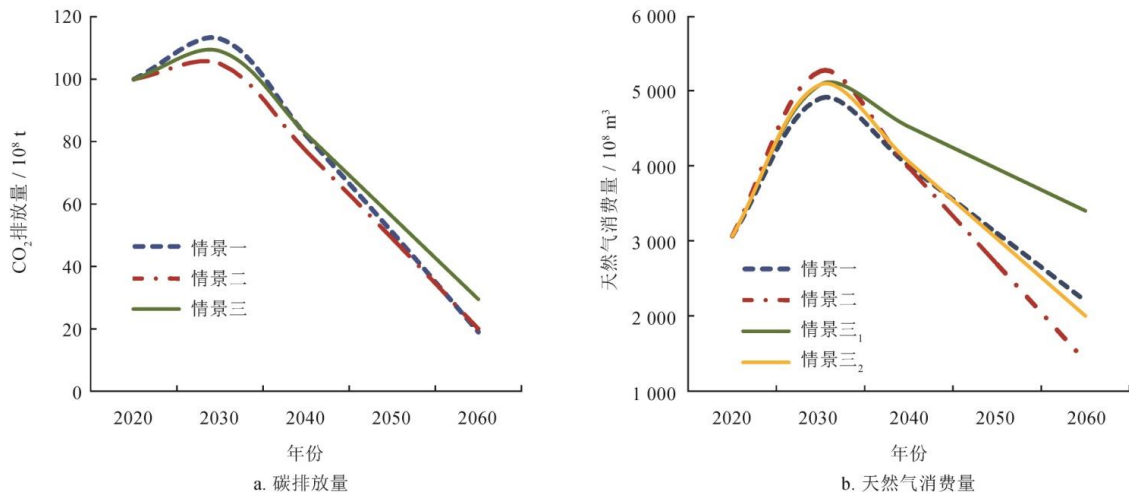 CO₂排放量 / 10⁸ t
120
100
80
60
40
20
0
情景一
情景二
情景三
2020 2030 2040 2050 2060
年份
a. 碳排放量
天然气消费量 / 10⁸ m³
6 000
5 000
4 000
3 000
2 000
1 000
情景一
情景二
情景三₁
情景三₂
2020 2030 2040 2050 2060
年份
b. 天然气消费量